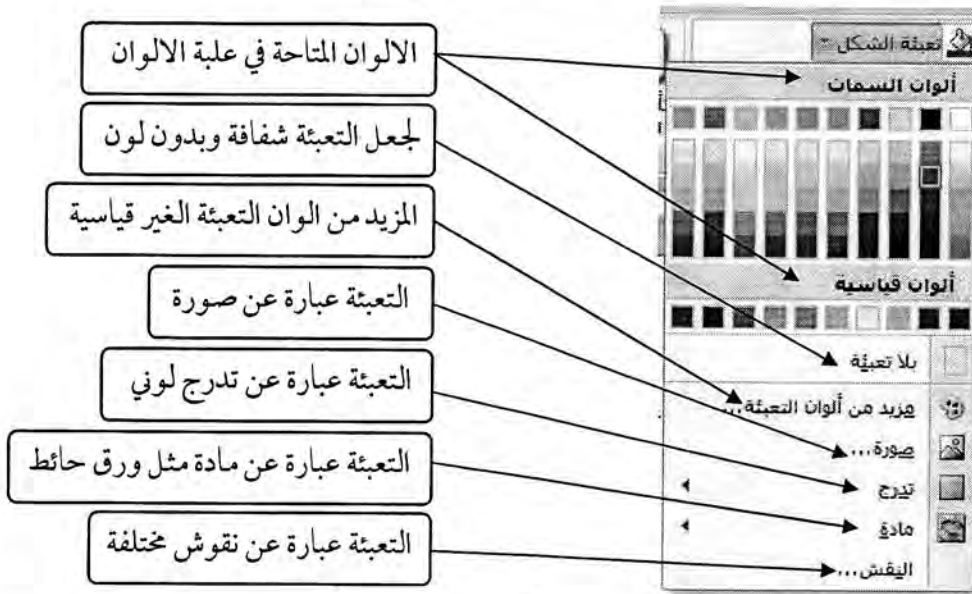 تعبئة الشكل
ألوان السمات
ألوان قياسية
بلا تعبئة
مزيد من ألوان التعبئة...
صورة...
تدرج
مادة
النقش...
الالوان المتاحة في علبة الالوان
لجعل التعبئة شفافة وبدون لون
المزيد من الوان التعبئة الغير قياسية
التعبئة عبارة عن صورة
التعبئة عبارة عن تدرج لوني
التعبئة عبارة عن مادة مثل ورق حائط
التعبئة عبارة عن نقوش مختلفة